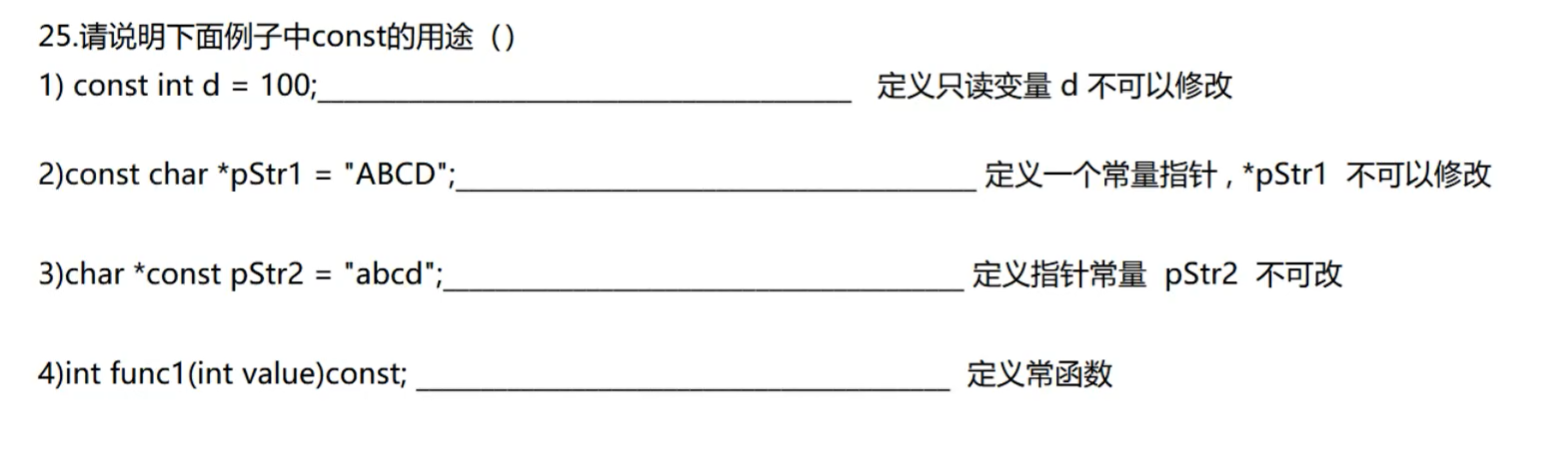 25.请说明下面例子中const的用途（）
1) const int d = 100;___________________________________ 定义只读变量 d 不可以修改
2)const char *pStr1 = "ABCD";__________________________________ 定义一个常量指针 , *pStr1 不可以修改
3)char *const pStr2 = "abcd";__________________________________ 定义指针常量 pStr2 不可改
4)int func1(int value)const; ___________________________________ 定义常函数